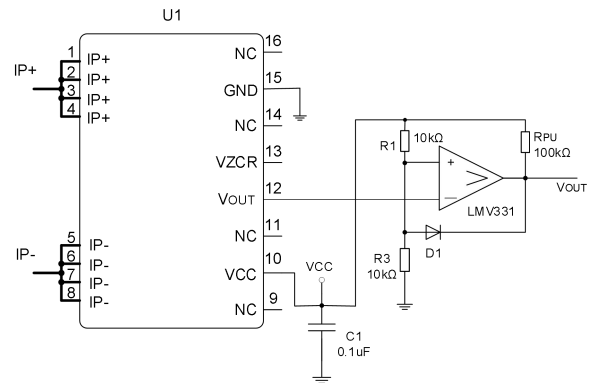 U1
IP+
1 IP+
2 IP+
3 IP+
4 IP+
IP-
5 IP-
6 IP-
7 IP-
8 IP-
NC 16
GND 15
NC 14
VZCR 13
VOUT 12
NC 11
VCC 10
NC 9
VCC
C1
0.1uF
R1
10kΩ
RPU
100kΩ
+
−
LMV331
VOUT
D1
R3
10kΩ